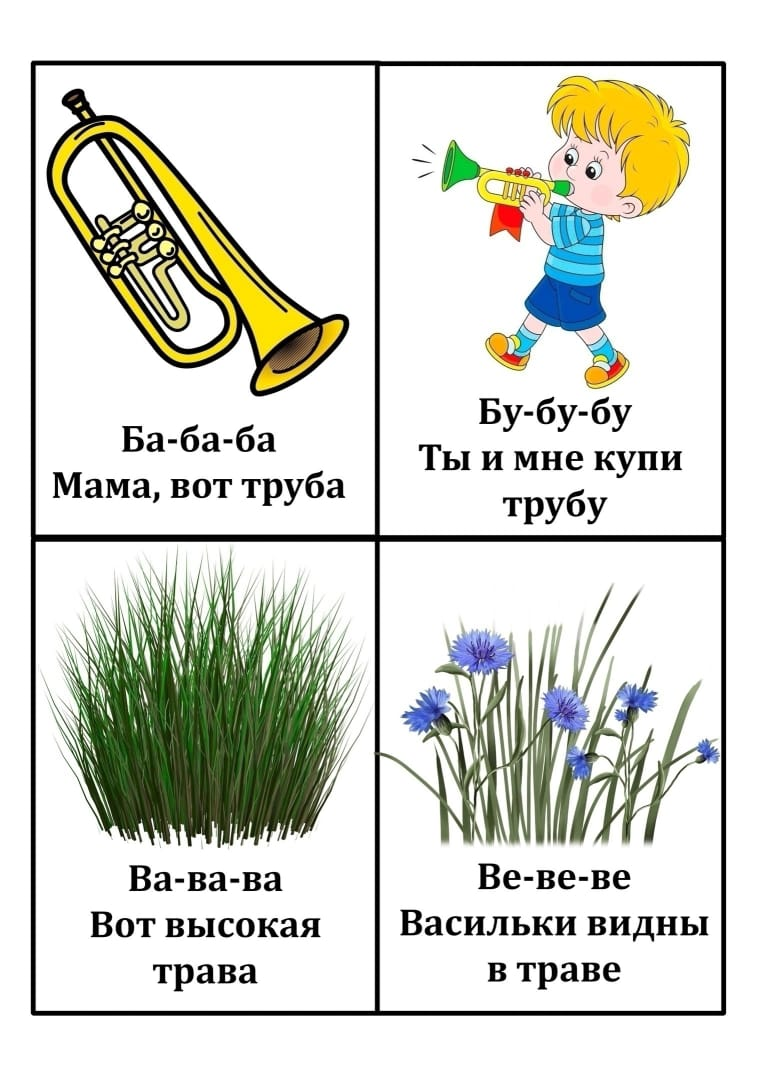 Ба-ба-ба
Мама, вот труба
Бу-бу-бу
Ты и мне купи
трубу
Ва-ва-ва
Вот высокая
трава
Ве-ве-ве
Васильки видны
в траве